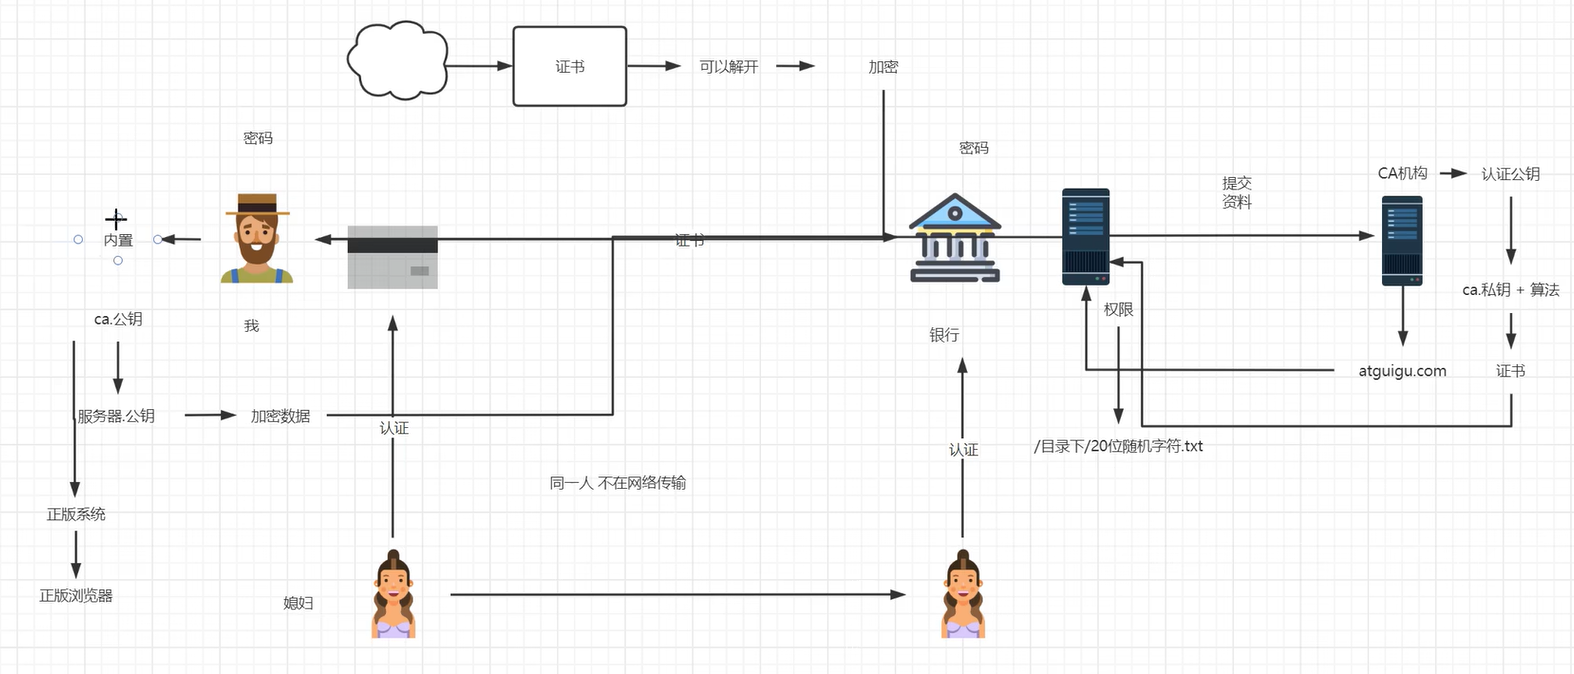 证书
可以解开
加密
密码
密码
提交
资料
CA机构
认证公钥
内置
证书
ca.公钥
我
银行
权限
ca.私钥 + 算法
atguigu.com
证书
服务器.公钥
加密数据
认证
认证
/目录下/20位随机字符.txt
同一人 不在网络传输
正版系统
正版浏览器
媳妇